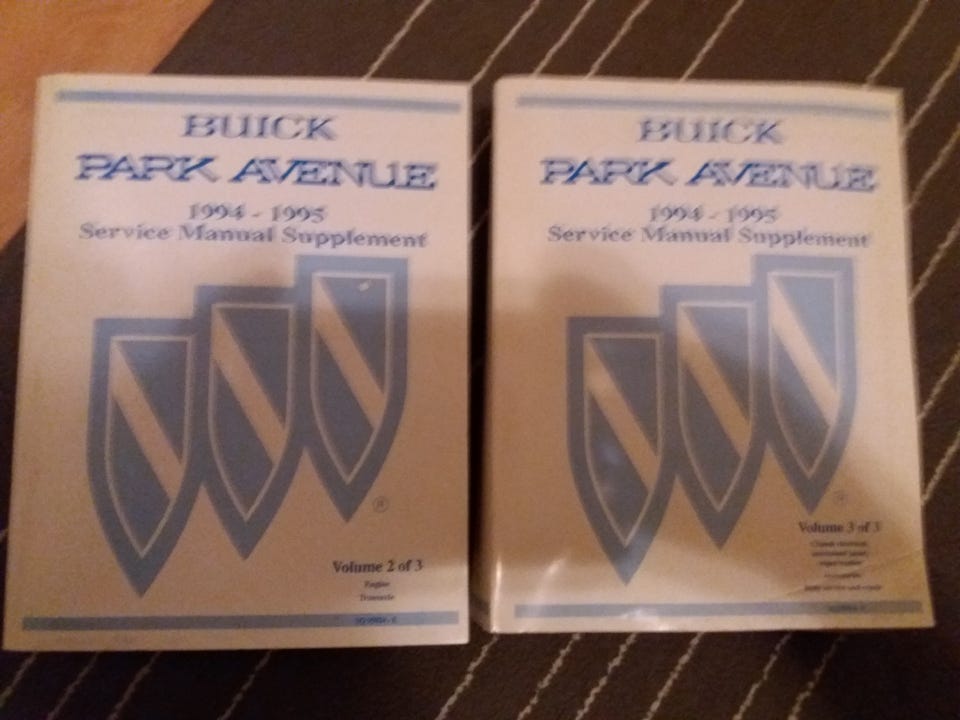 BUICK
PARK AVENUE
1994 - 1995
Service Manual Supplement
®
Volume 2 of 3
Engine
Transaxle
BUICK
PARK AVENUE
1994 - 1995
Service Manual Supplement
®
Volume 3 of 3